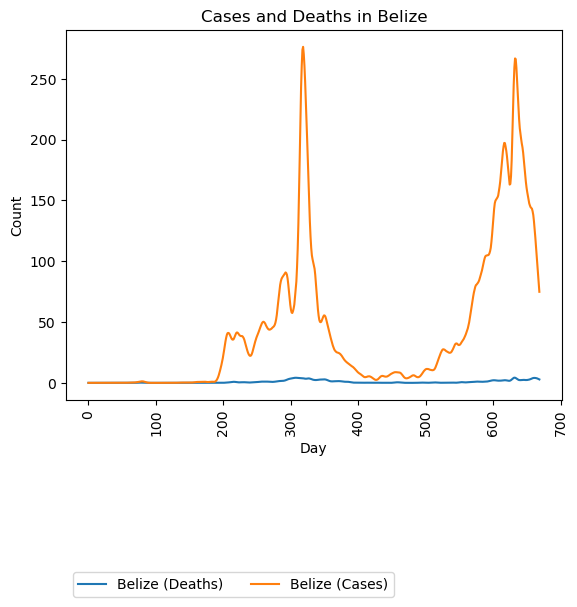 Cases and Deaths in Belize
Count
250
200
150
100
50
0
0 100 200 300 400 500 600 700
Day
Belize (Deaths) Belize (Cases)